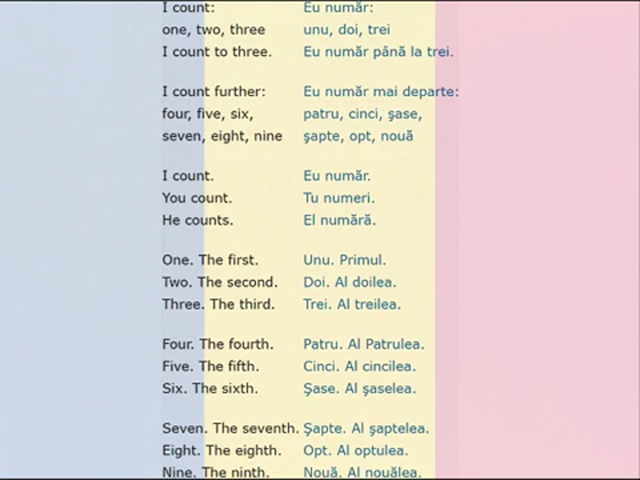 I count: Eu număr:
one, two, three unu, doi, trei
I count to three. Eu număr până la trei.
I count further: Eu număr mai departe:
four, five, six, patru, cinci, şase,
seven, eight, nine şapte, opt, nouă
I count. Eu număr.
You count. Tu numeri.
He counts. El numără.
One. The first. Unu. Primul.
Two. The second. Doi. Al doilea.
Three. The third. Trei. Al treilea.
Four. The fourth. Patru. Al Patrulea.
Five. The fifth. Cinci. Al cincilea.
Six. The sixth. Şase. Al şaselea.
Seven. The seventh. Şapte. Al şaptelea.
Eight. The eighth. Opt. Al optulea.
Nine. The ninth. Nouă. Al nouălea.